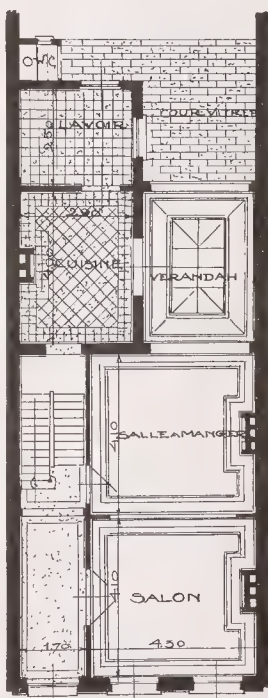 W.C
LAVOIR
COUR VITRÉE
2.90
CUISINE
VERANDAH
SALLE A MANGER
SALON
1.70
4.50